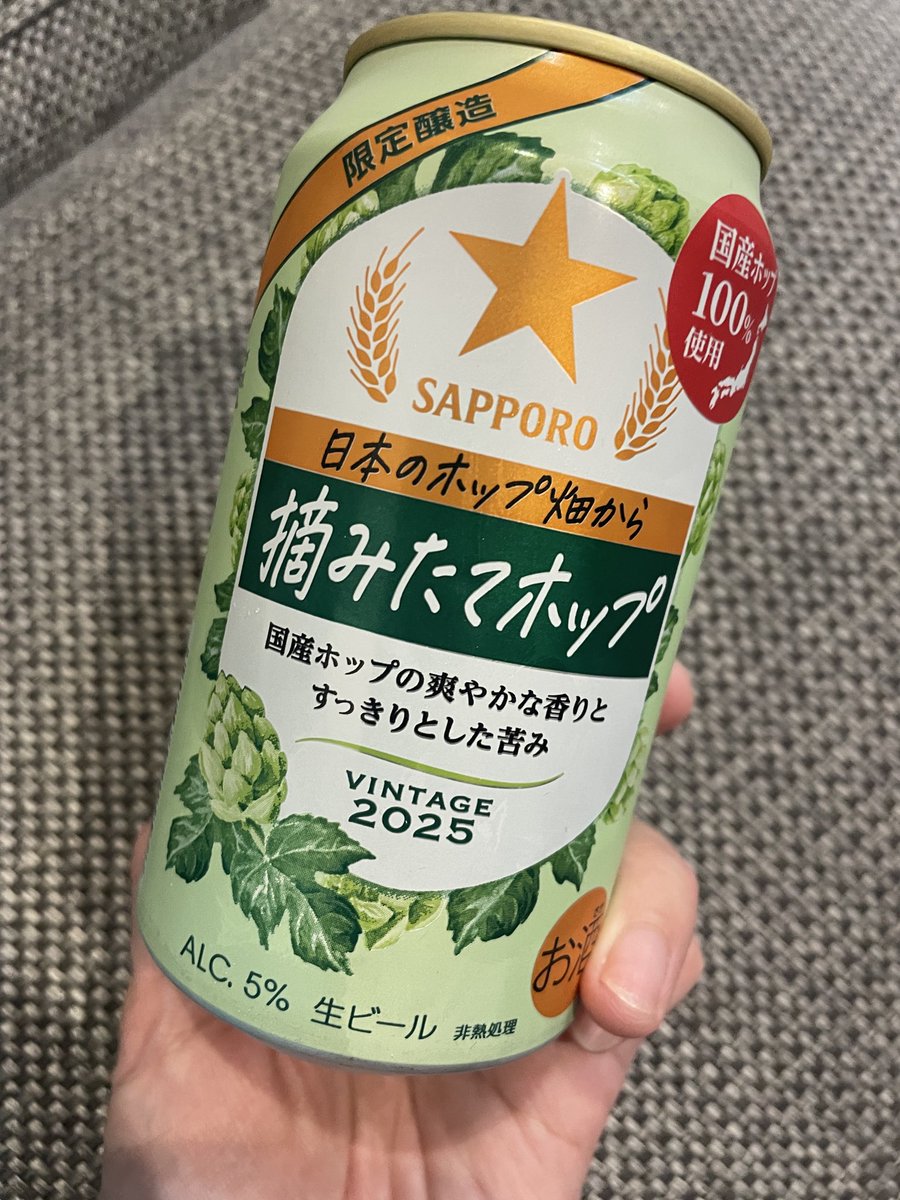 限定醸造
国産ホップ
100%
使用
SAPPORO
日本のホップ畑から
摘みたてホップ
国産ホップの爽やかな香りと
すっきりとした苦み
VINTAGE
2025
お酒
ALC. 5% 生ビール 非熱処理